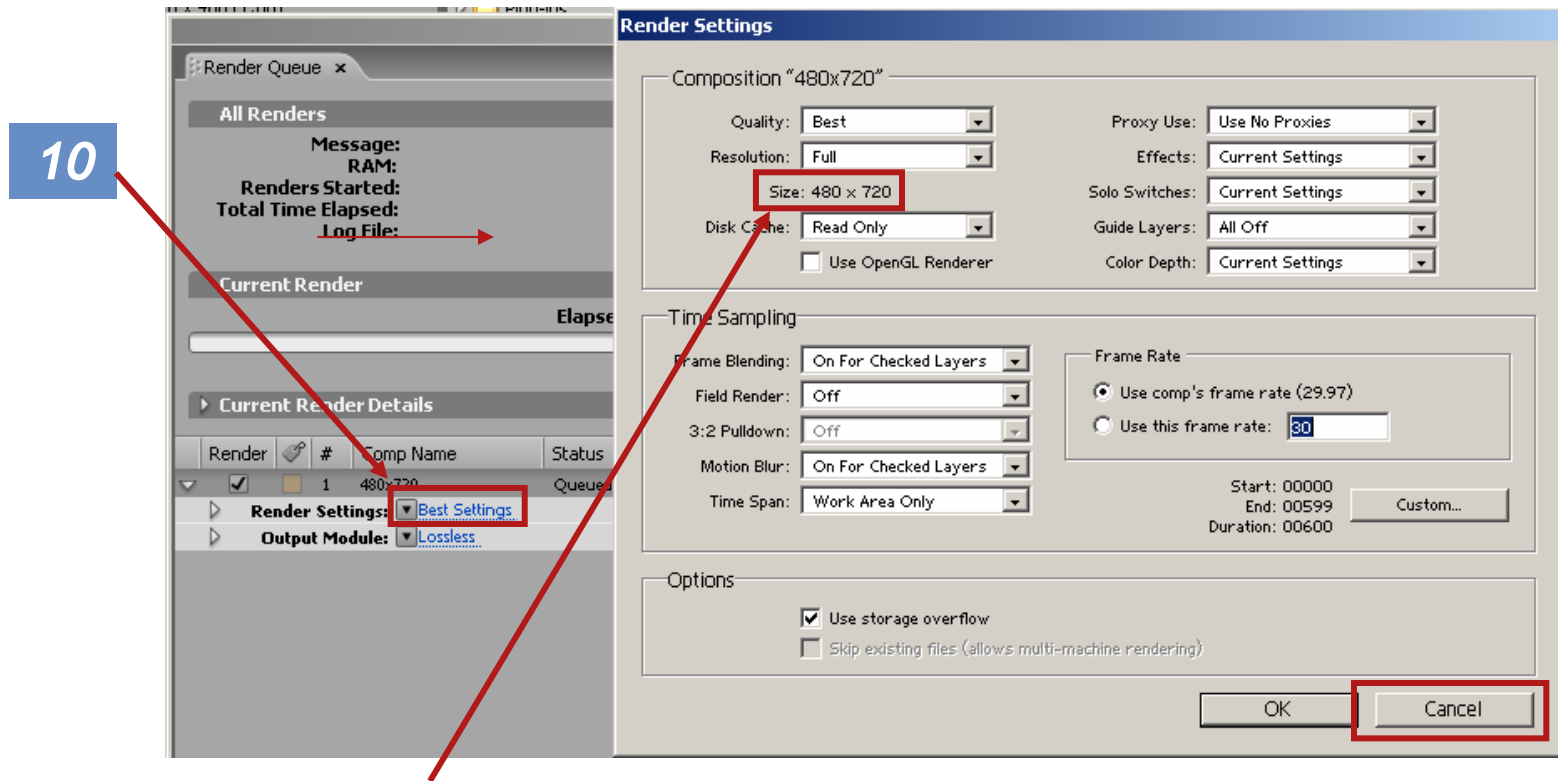 10
Render Queue ×
All Renders
Message:
RAM:
Renders Started:
Total Time Elapsed:
Log File:
Current Render
Elapse
Current Render Details
Render # Comp Name Status
1 480x720 Queued
Render Settings: Best Settings
Output Module: Lossless
Render Settings
Composition "480x720"
Quality: Best
Resolution: Full
Size: 480 x 720
Disk Cache: Read Only
Use OpenGL Renderer
Proxy Use: Use No Proxies
Effects: Current Settings
Solo Switches: Current Settings
Guide Layers: All Off
Color Depth: Current Settings
Time Sampling
Frame Blending: On For Checked Layers
Field Render: Off
3:2 Pulldown: Off
Motion Blur: On For Checked Layers
Time Span: Work Area Only
Frame Rate
Use comp's frame rate (29.97)
Use this frame rate: 30
Start: 00000
End: 00599
Duration: 00600
Custom...
Options
Use storage overflow
Skip existing files (allows multi-machine rendering)
OK Cancel